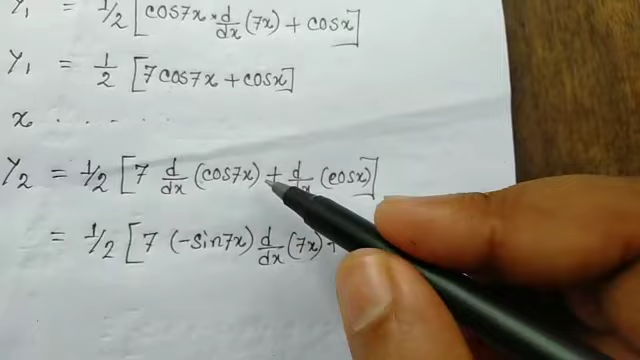 Y₁ = 1/2 [cos7x * d/dx (7x) + cosx]
Y₁ = 1/2 [7cos7x + cosx]
x . . . . . .
Y₂ = 1/2 [7 d/dx (cos7x) + d/dx (cosx)]
= 1/2 [7 (-sin7x) d/dx (7x) +